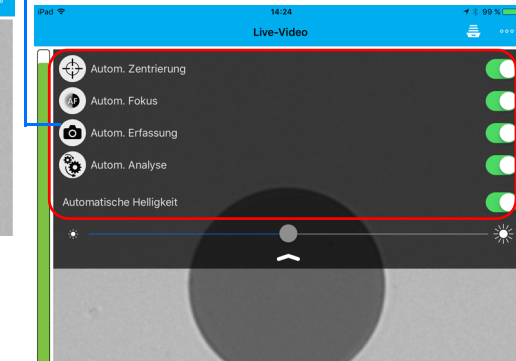 iPad 14:24 99 %
Live-Video
Autom. Zentrierung
AF Autom. Fokus
Autom. Erfassung
Autom. Analyse
Automatische Helligkeit